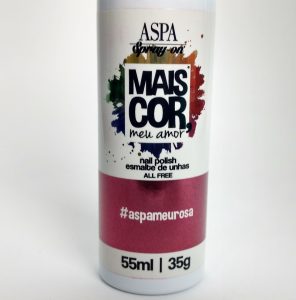 ASPA
Spray-on
MAIS
COR,
meu amor
nail polish
esmalte de unhas
ALL FREE
#aspameurosa
55ml | 35g